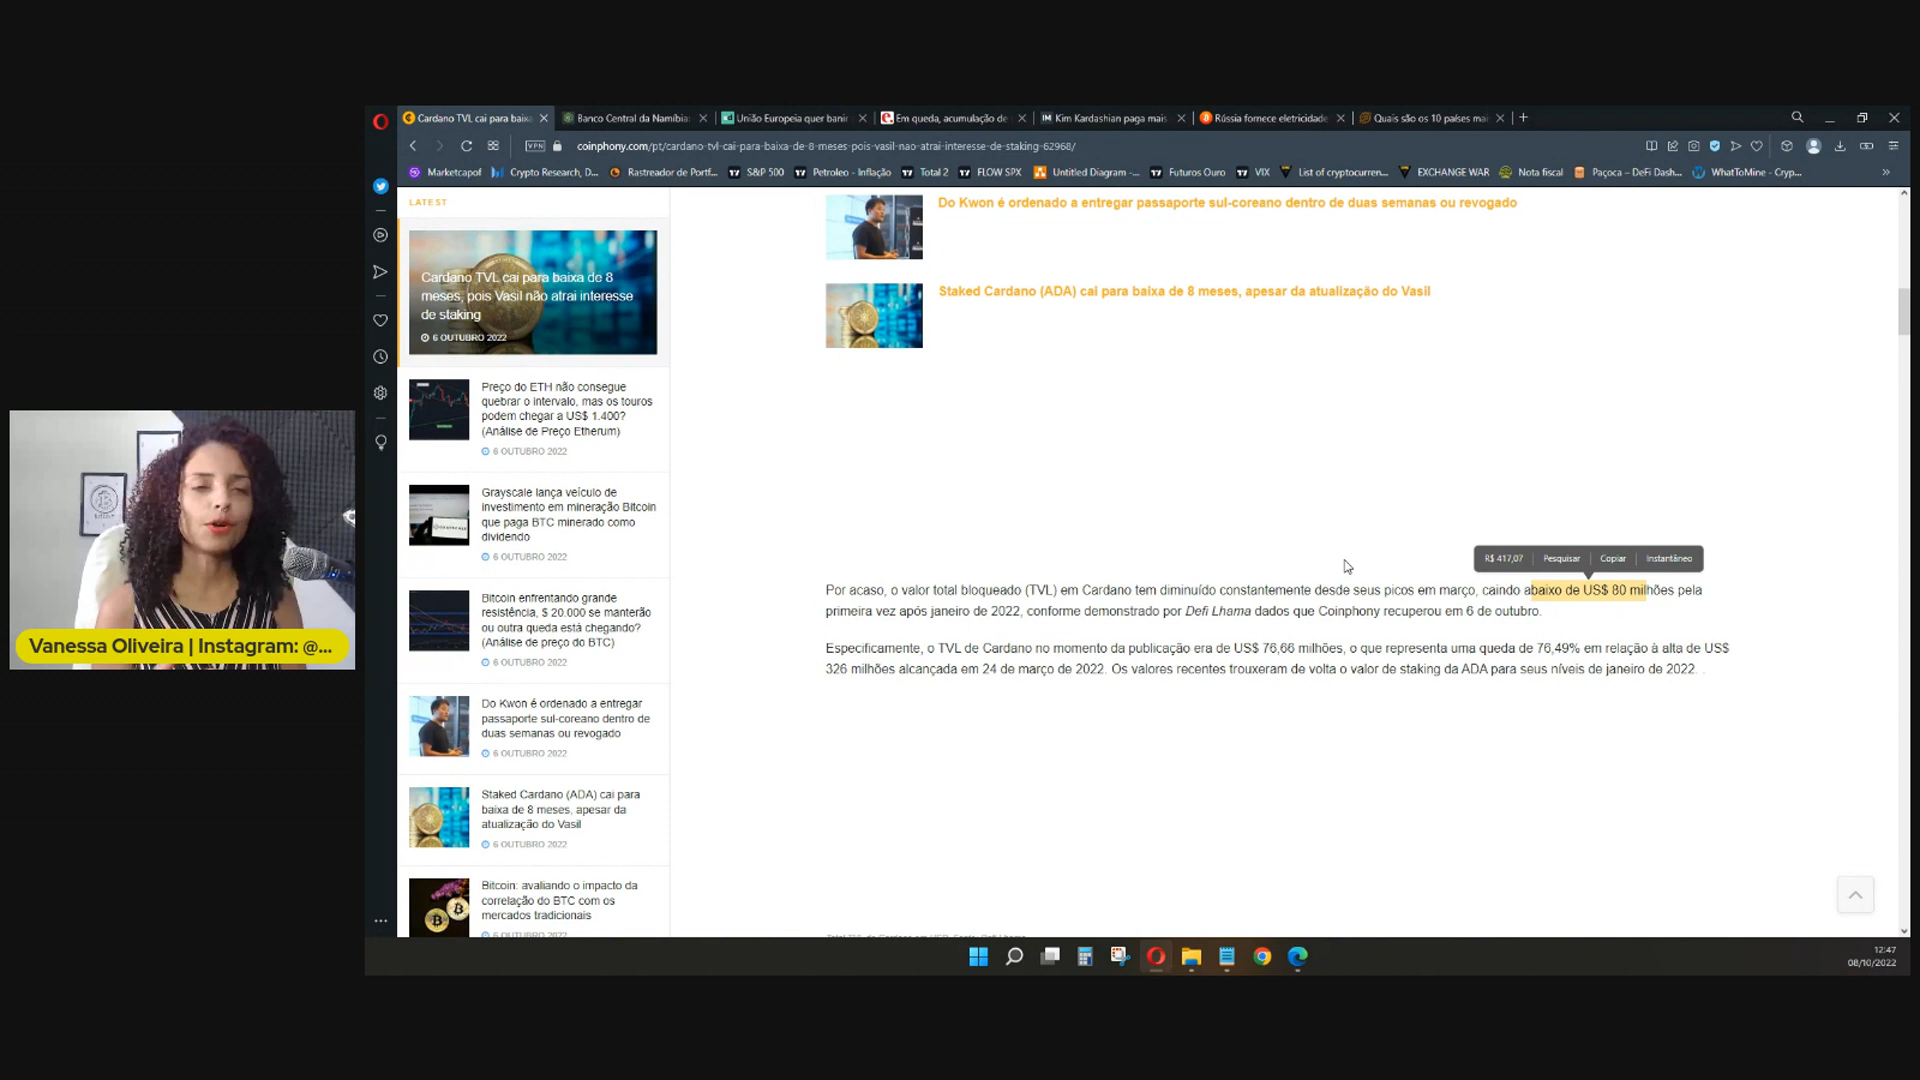 Cardano TVL cai para baixa
Banco Central da Namíbia:
União Europeia quer banir
Em queda, acumulação de
Kim Kardashian paga mais
Rússia fornece eletricidade
Quais são os 10 países mai
VPN
coinphony.com/pt/cardano-tvl-cai-para-baixa-de-8-meses-pois-vasil-nao-atrai-interesse-de-staking-62968/
Marketcapof
Crypto Research, D...
Rastreador de Portf...
S&P 500
Petroleo - Inflação
Total 2
FLOW SPX
Untitled Diagram -...
Futuros Ouro
VIX
List of cryptocurren...
EXCHANGE WAR
Nota fiscal
Paçoca – DeFi Dash...
WhatToMine - Cryp...
LATEST
Cardano TVL cai para baixa de 8
meses, pois Vasil não atrai interesse
de staking
6 OUTUBRO 2022
Preço do ETH não consegue
quebrar o intervalo, mas os touros
podem chegar a US$ 1.400?
(Análise de Preço Etherum)
6 OUTUBRO 2022
Grayscale lança veículo de
investimento em mineração Bitcoin
que paga BTC minerado como
dividendo
6 OUTUBRO 2022
Bitcoin enfrentando grande
resistência, $ 20.000 se manterão
ou outra queda está chegando?
(Análise de preço do BTC)
6 OUTUBRO 2022
Do Kwon é ordenado a entregar
passaporte sul-coreano dentro de
duas semanas ou revogado
6 OUTUBRO 2022
Staked Cardano (ADA) cai para
baixa de 8 meses, apesar da
atualização do Vasil
6 OUTUBRO 2022
Bitcoin: avaliando o impacto da
correlação do BTC com os
mercados tradicionais
6 OUTUBRO 2022
Do Kwon é ordenado a entregar passaporte sul-coreano dentro de duas semanas ou revogado
Staked Cardano (ADA) cai para baixa de 8 meses, apesar da atualização do Vasil
R$ 417,07
Pesquisar
Copiar
Instantâneo
Por acaso, o valor total bloqueado (TVL) em Cardano tem diminuído constantemente desde seus picos em março, caindo abaixo de US$ 80 milhões pela
primeira vez após janeiro de 2022, conforme demonstrado por Defi Lhama dados que Coinphony recuperou em 6 de outubro.
Especificamente, o TVL de Cardano no momento da publicação era de US$ 76,66 milhões, o que representa uma queda de 76,49% em relação à alta de US$
326 milhões alcançada em 24 de março de 2022. Os valores recentes trouxeram de volta o valor de staking da ADA para seus níveis de janeiro de 2022. .
Vanessa Oliveira | Instagram: @...
12:47
08/10/2022